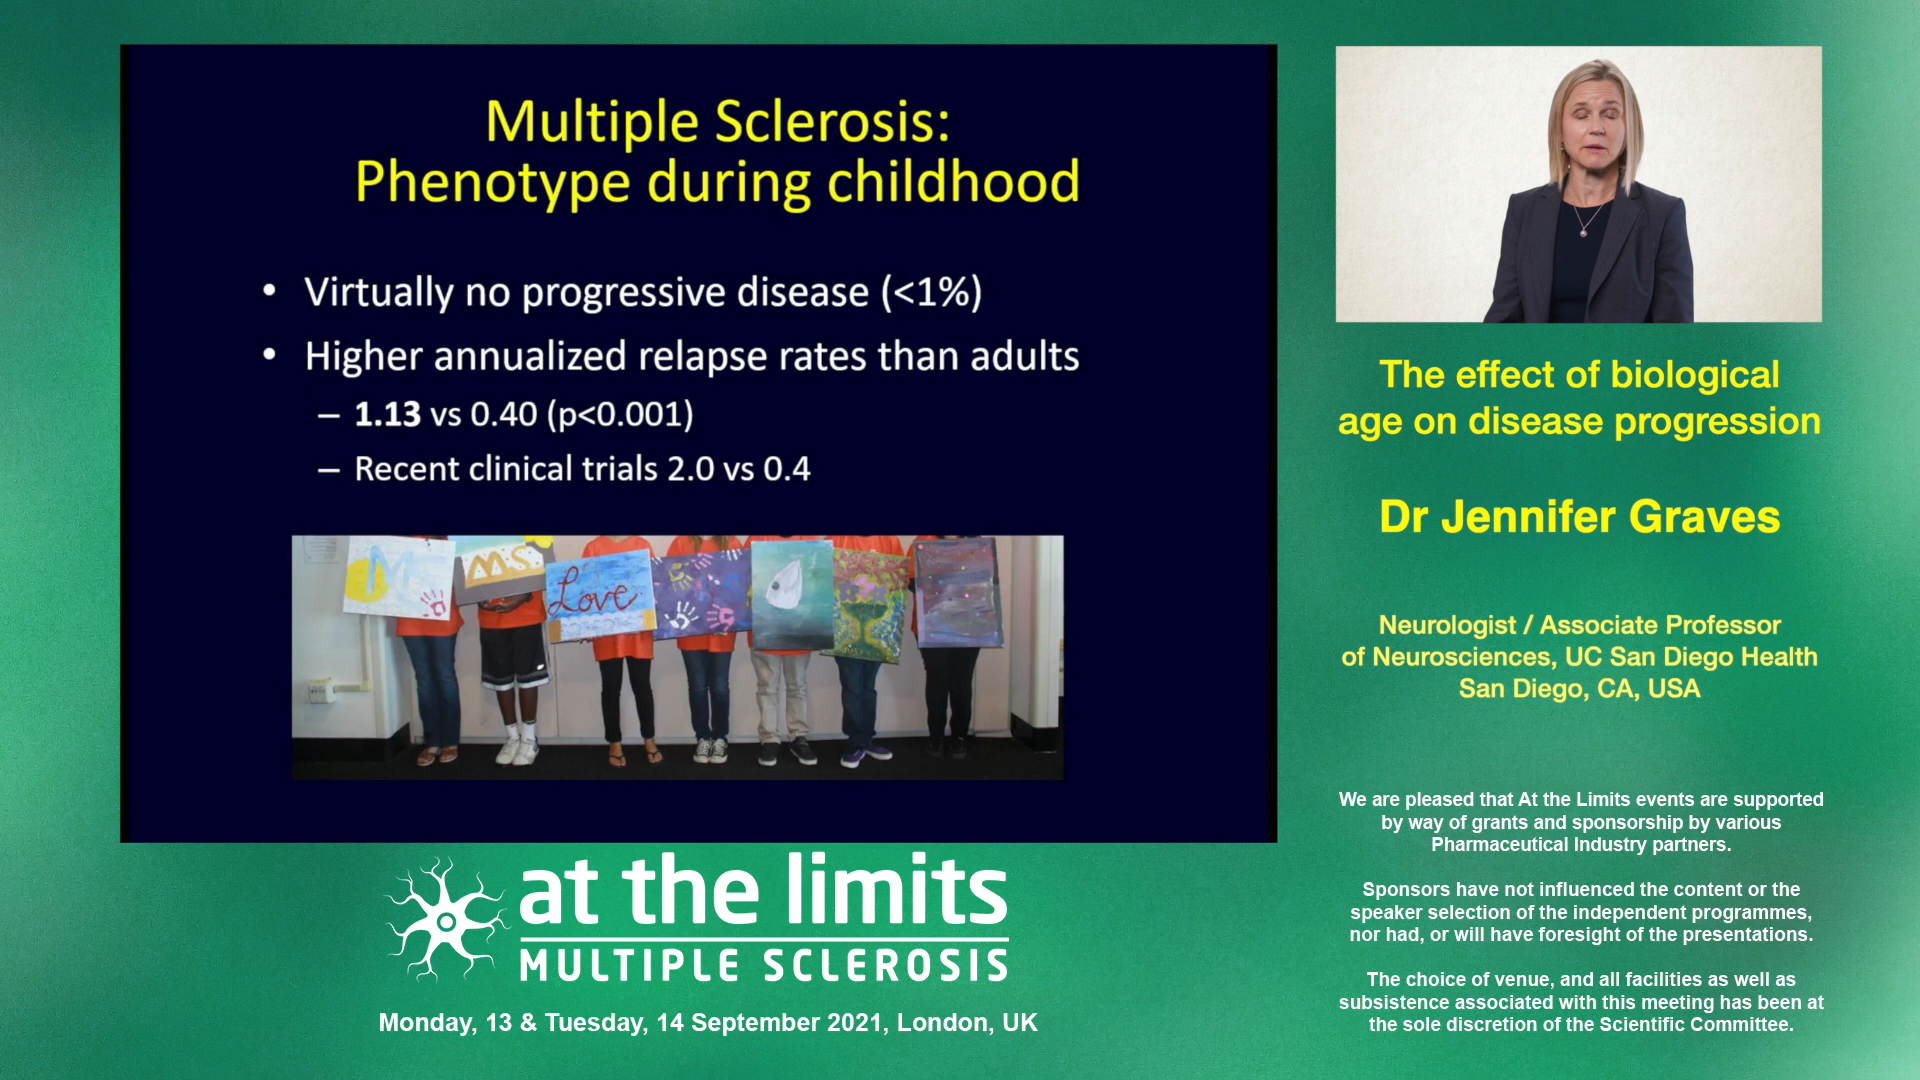 Multiple Sclerosis:
Phenotype during childhood
• Virtually no progressive disease (<1%)
• Higher annualized relapse rates than adults
– 1.13 vs 0.40 (p<0.001)
– Recent clinical trials 2.0 vs 0.4
M
MS
Love
at the limits
MULTIPLE SCLEROSIS
Monday, 13 & Tuesday, 14 September 2021, London, UK
The effect of biological
age on disease progression
Dr Jennifer Graves
Neurologist / Associate Professor
of Neurosciences, UC San Diego Health
San Diego, CA, USA
We are pleased that At the Limits events are supported
by way of grants and sponsorship by various
Pharmaceutical Industry partners.
Sponsors have not influenced the content or the
speaker selection of the independent programmes,
nor had, or will have foresight of the presentations.
The choice of venue, and all facilities as well as
subsistence associated with this meeting has been at
the sole discretion of the Scientific Committee.